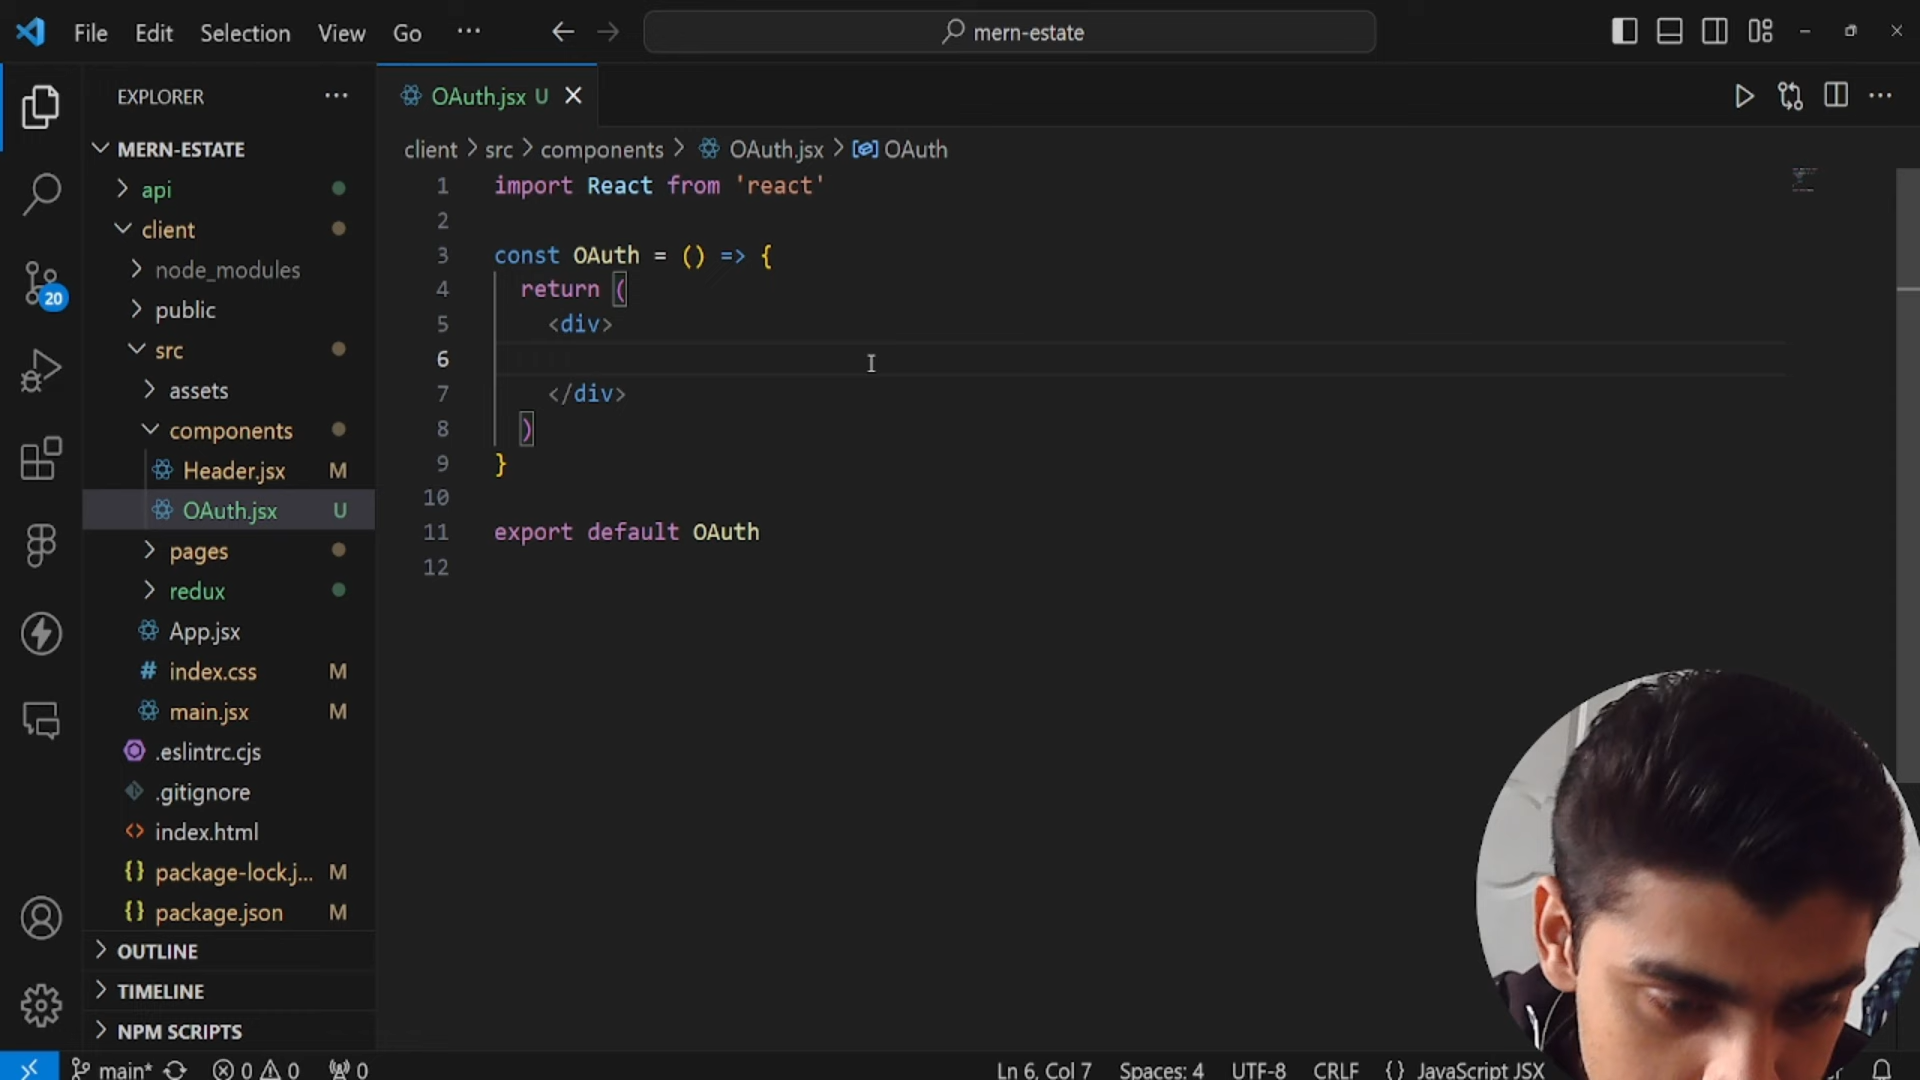 File Edit Selection View Go ··· mern-estate
EXPLORER ···
OAuth.jsx U
MERN-ESTATE
client > src > components > OAuth.jsx > OAuth
api
client
node_modules
public
src
assets
components
Header.jsx M
OAuth.jsx U
pages
redux
App.jsx
index.css M
main.jsx M
.eslintrc.cjs
.gitignore
index.html
package-lock.j... M
package.json M
OUTLINE
TIMELINE
NPM SCRIPTS
20
1 import React from 'react'
2
3 const OAuth = () => {
4 return (
5 <div>
6
7 </div>
8 )
9 }
10
11 export default OAuth
12
main* 0 0 0 Ln 6, Col 7 Spaces: 4 UTF-8 CRLF {} JavaScript JSX